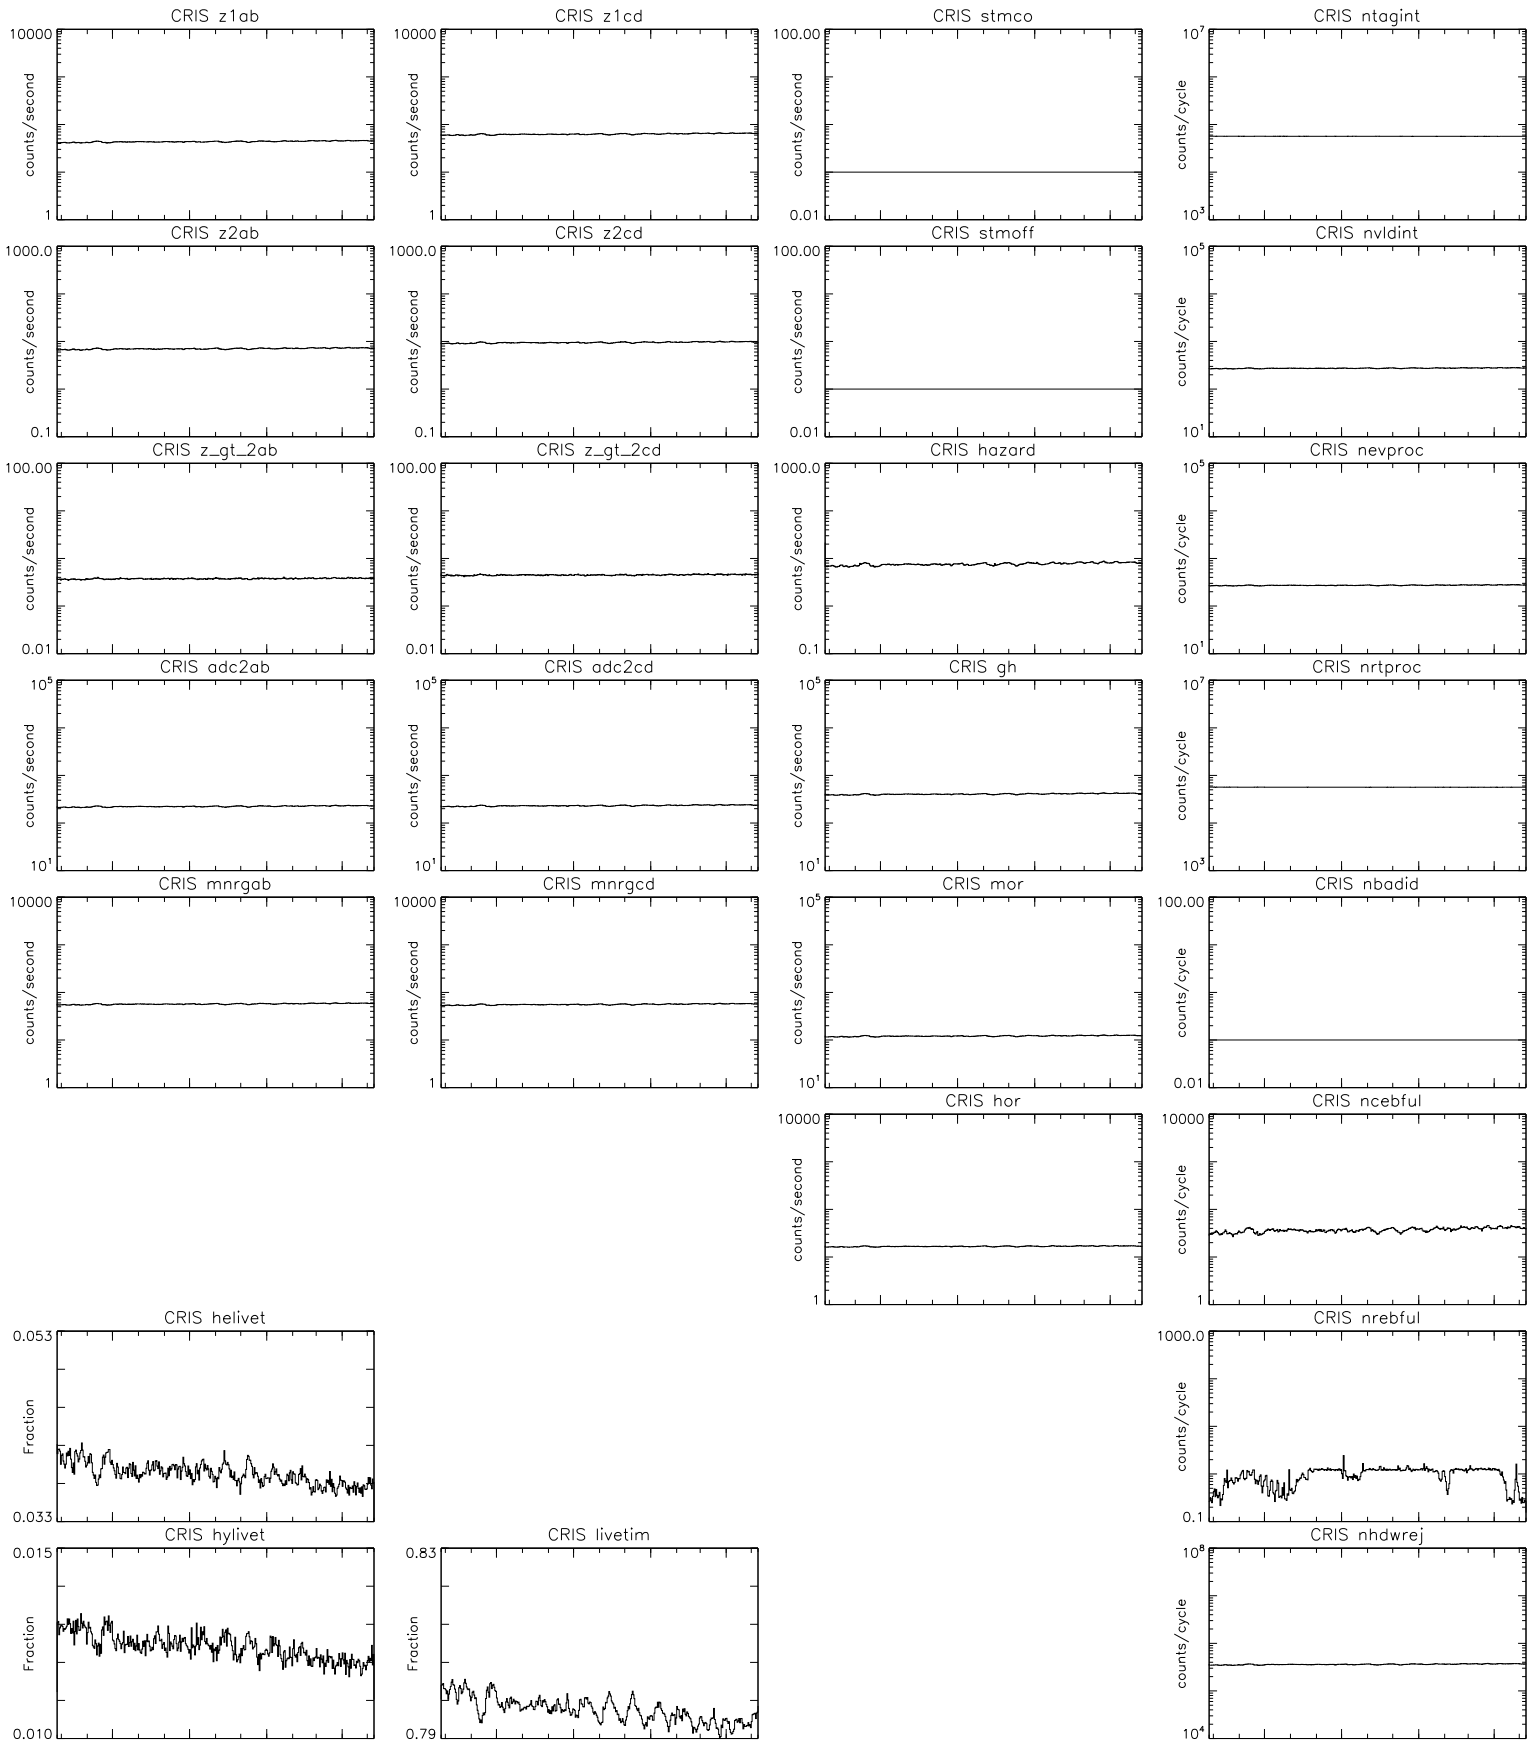 CRIS z1ab
CRIS z1cd
CRIS stmco
CRIS ntagint
10000
counts/second
1
10000
counts/second
1
100.00
counts/second
0.01
10⁷
counts/cycle
10³
CRIS z2ab
CRIS z2cd
CRIS stmoff
CRIS nvldint
1000.0
counts/second
0.1
1000.0
counts/second
0.1
100.00
counts/second
0.01
10⁵
counts/cycle
10¹
CRIS z_gt_2ab
CRIS z_gt_2cd
CRIS hazard
CRIS nevproc
100.00
counts/second
0.01
100.00
counts/second
0.01
1000.0
counts/second
0.1
10⁵
counts/cycle
10¹
CRIS adc2ab
CRIS adc2cd
CRIS gh
CRIS nrtproc
10⁵
counts/second
10¹
10⁵
counts/second
10¹
10⁵
counts/second
10¹
10⁷
counts/cycle
10³
CRIS mnrgab
CRIS mnrgcd
CRIS mor
CRIS nbadid
10000
counts/second
1
10000
counts/second
1
10⁵
counts/second
10¹
100.00
counts/cycle
0.01
CRIS hor
CRIS ncebful
10000
counts/second
1
10000
counts/cycle
1
CRIS helivet
CRIS nrebful
0.053
Fraction
0.033
1000.0
counts/cycle
0.1
CRIS hylivet
CRIS livetim
CRIS nhdwrej
0.015
Fraction
0.010
0.83
Fraction
0.79
10⁸
counts/cycle
10⁴